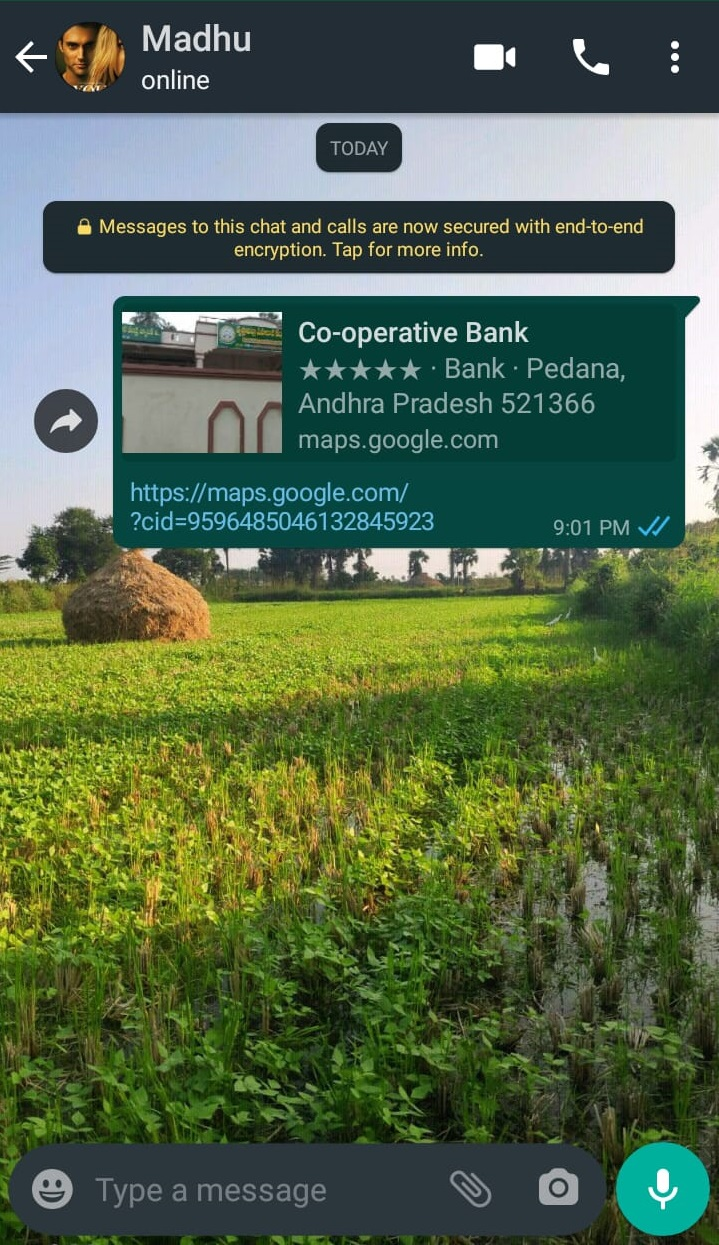 Madhu
online
TODAY
Messages to this chat and calls are now secured with end-to-end
encryption. Tap for more info.
Co-operative Bank
★★★★★ · Bank · Pedana,
Andhra Pradesh 521366
maps.google.com
https://maps.google.com/
?cid=9596485046132845923
9:01 PM
Type a message